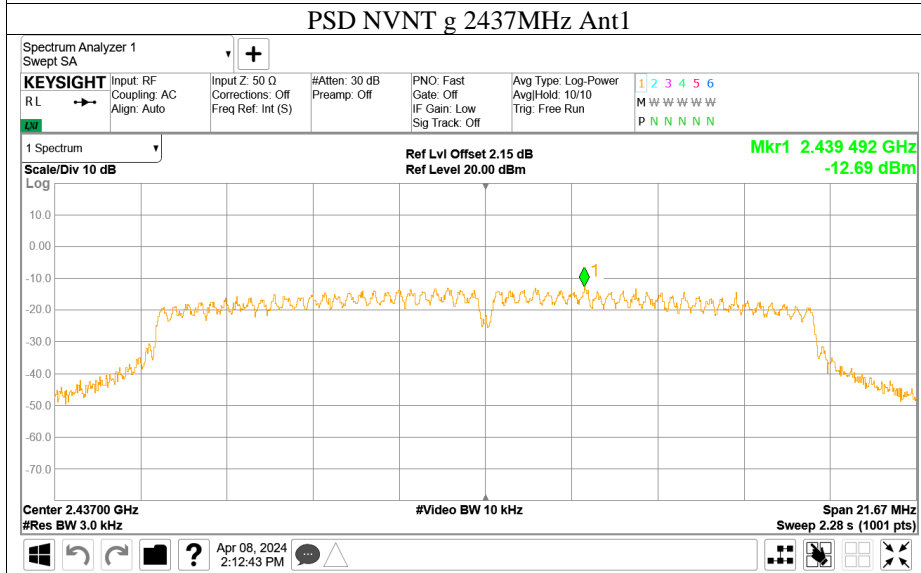 PSD NVNT g 2437MHz Ant1
Spectrum Analyzer 1
Swept SA
+
KEYSIGHT
R L
LXI
Input: RF
Coupling: AC
Align: Auto
Input Z: 50 Ω
Corrections: Off
Freq Ref: Int (S)
#Atten: 30 dB
Preamp: Off
PNO: Fast
Gate: Off
IF Gain: Low
Sig Track: Off
Avg Type: Log-Power
Avg|Hold: 10/10
Trig: Free Run
1 2 3 4 5 6
M W W W W W
P N N N N N
1 Spectrum
Scale/Div 10 dB
Ref Lvl Offset 2.15 dB
Ref Level 20.00 dBm
Mkr1 2.439 492 GHz
-12.69 dBm
Log
10.0
0.00
-10.0
-20.0
-30.0
-40.0
-50.0
-60.0
-70.0
1
Center 2.43700 GHz
#Res BW 3.0 kHz
#Video BW 10 kHz
Span 21.67 MHz
Sweep 2.28 s (1001 pts)
?
Apr 08, 2024
2:12:43 PM